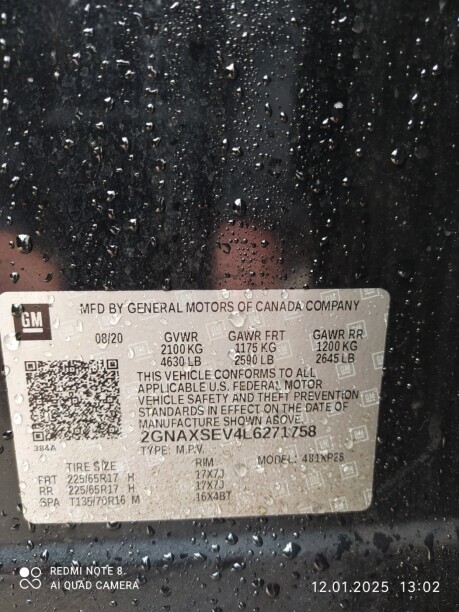 GM
MFD BY GENERAL MOTORS OF CANADA COMPANY
08/20 GVWR GAWR FRT GAWR RR
2100 KG 1175 KG 1200 KG
4630 LB 2590 LB 2645 LB
THIS VEHICLE CONFORMS TO ALL
APPLICABLE U.S. FEDERAL MOTOR
VEHICLE SAFETY AND THEFT PREVENTION
STANDARDS IN EFFECT ON THE DATE OF
MANUFACTURE SHOWN ABOVE.
384A
2GNAXSEV4L6271758
TYPE: M.P.V. MODEL: 481XP26
TIRE SIZE RIM
FRT 225/65R17 H 17X7J
RR 225/65R17 H 17X7J
SPA T135/70R16 M 16X4BT
REDMI NOTE 8
AI QUAD CAMERA
12.01.2025 13:02